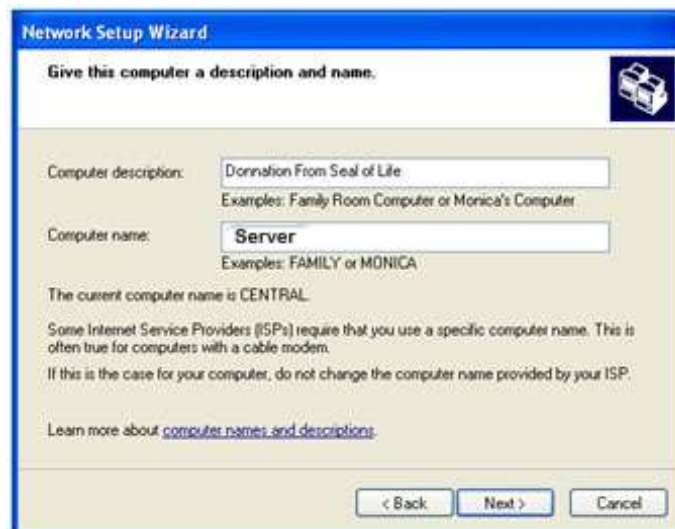 Network Setup Wizard
Give this computer a description and name.
Computer description: Donnation From Seal of Life
Examples: Family Room Computer or Monica's Computer
Computer name: Server
Examples: FAMILY or MONICA
The current computer name is CENTRAL.
Some Internet Service Providers (ISPs) require that you use a specific computer name. This is
often true for computers with a cable modem.
If this is the case for your computer, do not change the computer name provided by your ISP.
Learn more about computer names and descriptions.
< Back Next > Cancel